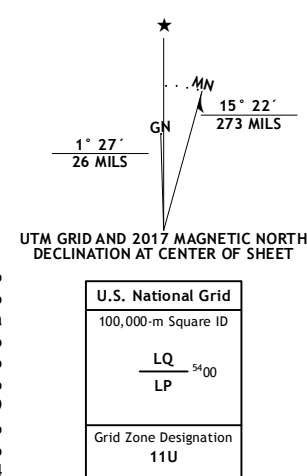 ★
MN
GN
15° 22´
273 MILS
1° 27´
26 MILS
UTM GRID AND 2017 MAGNETIC NORTH
DECLINATION AT CENTER OF SHEET
U.S. National Grid
100,000-m Square ID
LQ
5400
LP
Grid Zone Designation
11U